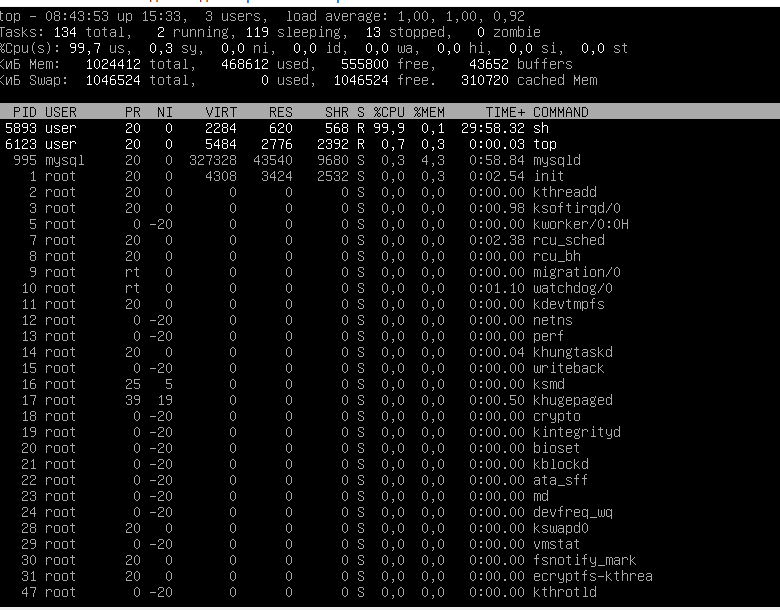 top - 08:43:53 up 15:33,  3 users,  load average: 1,00, 1,00, 0,92
Tasks: 134 total,   2 running, 119 sleeping,  13 stopped,   0 zombie
%Cpu(s): 99,7 us,  0,3 sy,  0,0 ni,  0,0 id,  0,0 wa,  0,0 hi,  0,0 si,  0,0 st
КиБ Mem:   1024412 total,   468612 used,   555800 free,    43652 buffers
КиБ Swap:  1046524 total,        0 used,  1046524 free.   310720 cached Mem
PID USER      PR  NI    VIRT    RES    SHR S %CPU %MEM     TIME+ COMMAND
5893 user      20   0    2284    620    568 R 99,9  0,1  29:58.32 sh
6123 user      20   0    5484   2776   2392 R  0,7  0,3   0:00.03 top
995 mysql     20   0  327328  43540   9680 S  0,3  4,3   0:58.84 mysqld
1 root      20   0    4308   3424   2532 S  0,0  0,3   0:02.54 init
2 root      20   0       0      0      0 S  0,0  0,0   0:00.00 kthreadd
3 root      20   0       0      0      0 S  0,0  0,0   0:00.98 ksoftirqd/0
5 root       0 -20       0      0      0 S  0,0  0,0   0:00.00 kworker/0:0H
7 root      20   0       0      0      0 S  0,0  0,0   0:02.38 rcu_sched
8 root      20   0       0      0      0 S  0,0  0,0   0:00.00 rcu_bh
9 root      rt   0       0      0      0 S  0,0  0,0   0:00.00 migration/0
10 root      rt   0       0      0      0 S  0,0  0,0   0:01.10 watchdog/0
11 root      20   0       0      0      0 S  0,0  0,0   0:00.00 kdevtmpfs
12 root       0 -20       0      0      0 S  0,0  0,0   0:00.00 netns
13 root       0 -20       0      0      0 S  0,0  0,0   0:00.00 perf
14 root      20   0       0      0      0 S  0,0  0,0   0:00.04 khungtaskd
15 root       0 -20       0      0      0 S  0,0  0,0   0:00.00 writeback
16 root      25   5       0      0      0 S  0,0  0,0   0:00.00 ksmd
17 root      39  19       0      0      0 S  0,0  0,0   0:00.50 khugepaged
18 root       0 -20       0      0      0 S  0,0  0,0   0:00.00 crypto
19 root       0 -20       0      0      0 S  0,0  0,0   0:00.00 kintegrityd
20 root       0 -20       0      0      0 S  0,0  0,0   0:00.00 bioset
21 root       0 -20       0      0      0 S  0,0  0,0   0:00.00 kblockd
22 root       0 -20       0      0      0 S  0,0  0,0   0:00.00 ata_sff
23 root       0 -20       0      0      0 S  0,0  0,0   0:00.00 md
24 root       0 -20       0      0      0 S  0,0  0,0   0:00.00 devfreq_wq
28 root      20   0       0      0      0 S  0,0  0,0   0:00.00 kswapd0
29 root       0 -20       0      0      0 S  0,0  0,0   0:00.00 vmstat
30 root      20   0       0      0      0 S  0,0  0,0   0:00.00 fsnotify_mark
31 root      20   0       0      0      0 S  0,0  0,0   0:00.00 ecryptfs-kthrea
47 root       0 -20       0      0      0 S  0,0  0,0   0:00.00 kthrotld